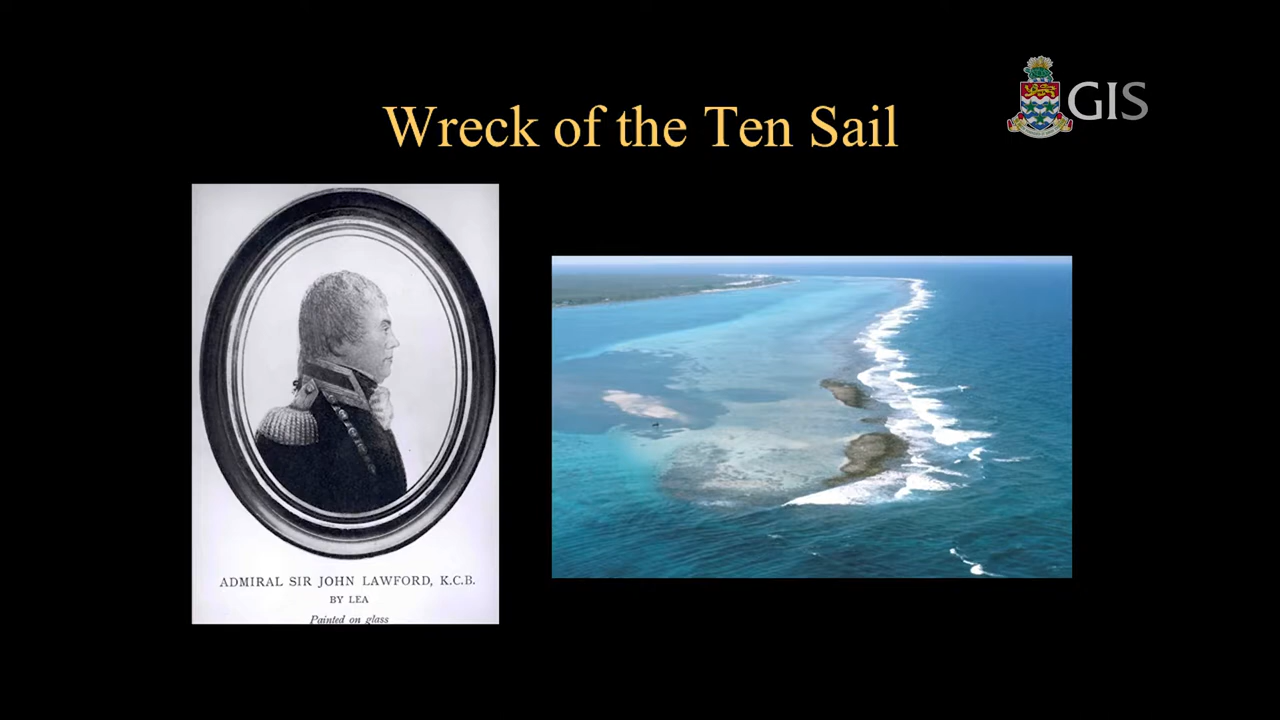 Wreck of the Ten Sail
GIS
ADMIRAL SIR JOHN LAWFORD, K.C.B.
BY LEA
Painted on glass